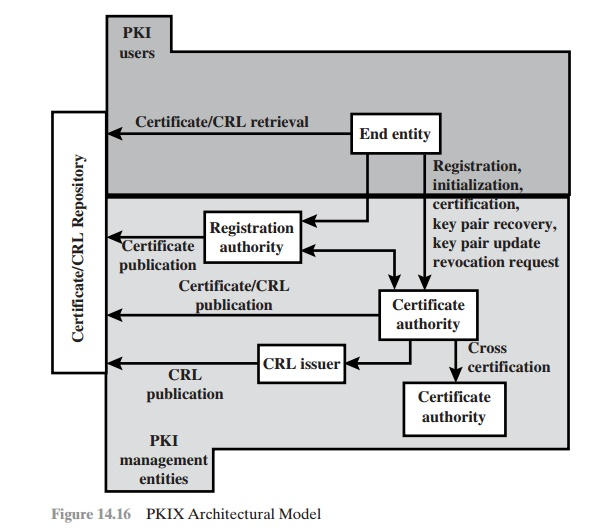 PKI
users
Certificate/CRL retrieval
End entity
Certificate/CRL Repository
Registration,
initialization,
certification,
key pair recovery,
key pair update
revocation request
Registration
authority
Certificate
publication
Certificate/CRL
publication
Certificate
authority
CRL issuer
Cross
certification
CRL
publication
Certificate
authority
PKI
management
entities
Figure 14.16 PKIX Architectural Model